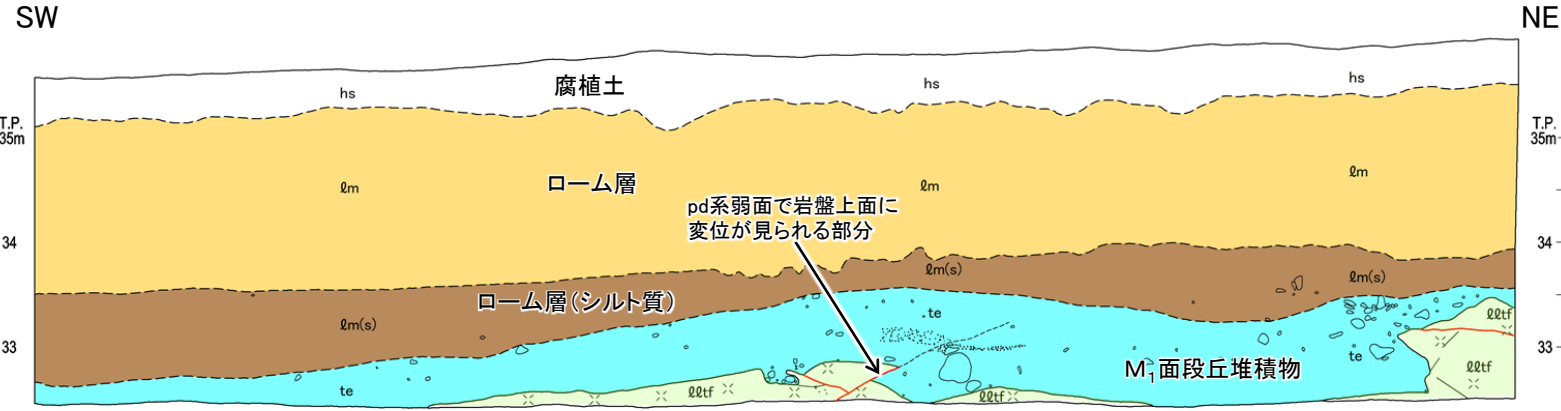 SW
NE
hs
腐植土
hs
hs
T.P.
35m
T.P.
35m
ℓm
ローム層
ℓm
ℓm
pd系弱面で岩盤上面に
変位が見られる部分
34
34
ℓm(s)
ℓm(s)
ローム層(シルト質)
ℓm(s)
te
ℓℓtf
33
33
te
M1面段丘堆積物
ℓℓtf
te
ℓℓtf
ℓℓtf